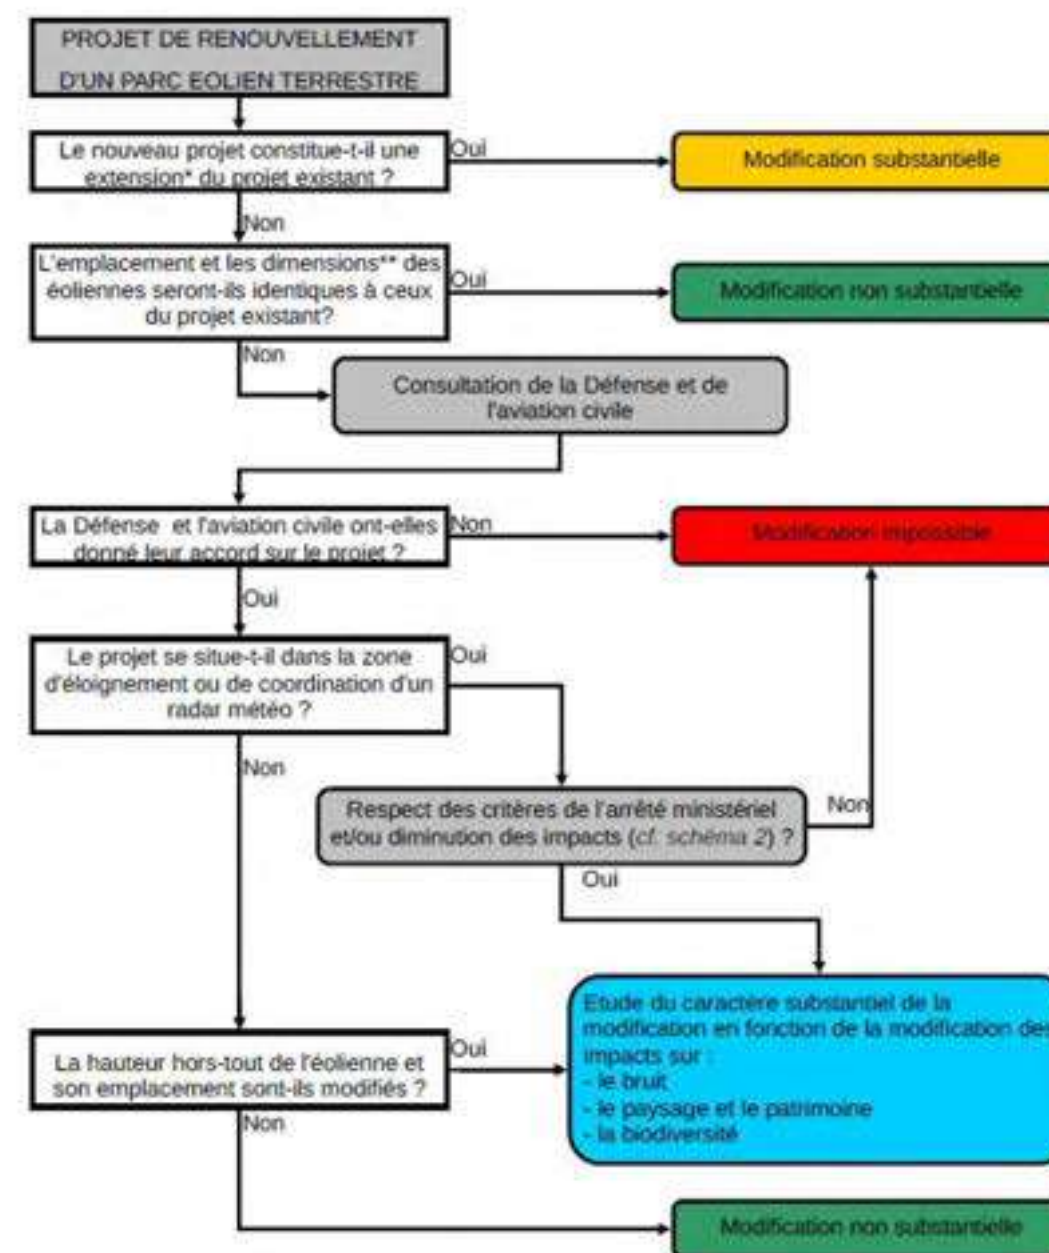 PROJET DE RENOUVELLEMENT
D'UN PARC EOLIEN TERRESTRE
Le nouveau projet constitue-t-il une
extension* du projet existant ?
Oui
Modification substantielle
Non
L'emplacement et les dimensions** des
éoliennes seront-ils identiques à ceux
du projet existant?
Oui
Modification non substantielle
Non
Consultation de la Défense et de
l'aviation civile
La Défense et l'aviation civile ont-elles
donné leur accord sur le projet ?
Non
Modification impossible
Oui
Le projet se situe-t-il dans la zone
d'éloignement ou de coordination d'un
radar météo ?
Oui
Non
Respect des critères de l'arrêté ministériel
et/ou diminution des impacts (cf. schéma 2) ?
Non
Oui
Etude du caractère substantiel de la
modification en fonction de la modification des
impacts sur :
- le bruit
- le paysage et le patrimoine
- la biodiversité
La hauteur hors-tout de l'éolienne et
son emplacement sont-ils modifiés ?
Oui
Non
Modification non substantielle